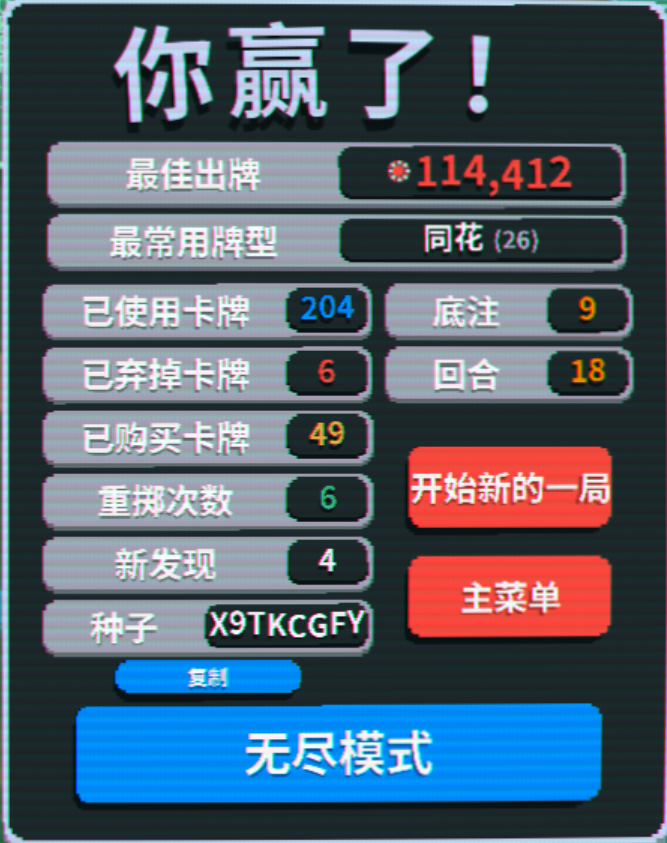 你赢了！
最佳出牌 114,412
最常用牌型 同花 (26)
已使用卡牌 204 底注 9
已弃掉卡牌 6 回合 18
已购买卡牌 49
开始新的一局
重掷次数 6
新发现 4
主菜单
种子 X9TKCGFY
复制
无尽模式